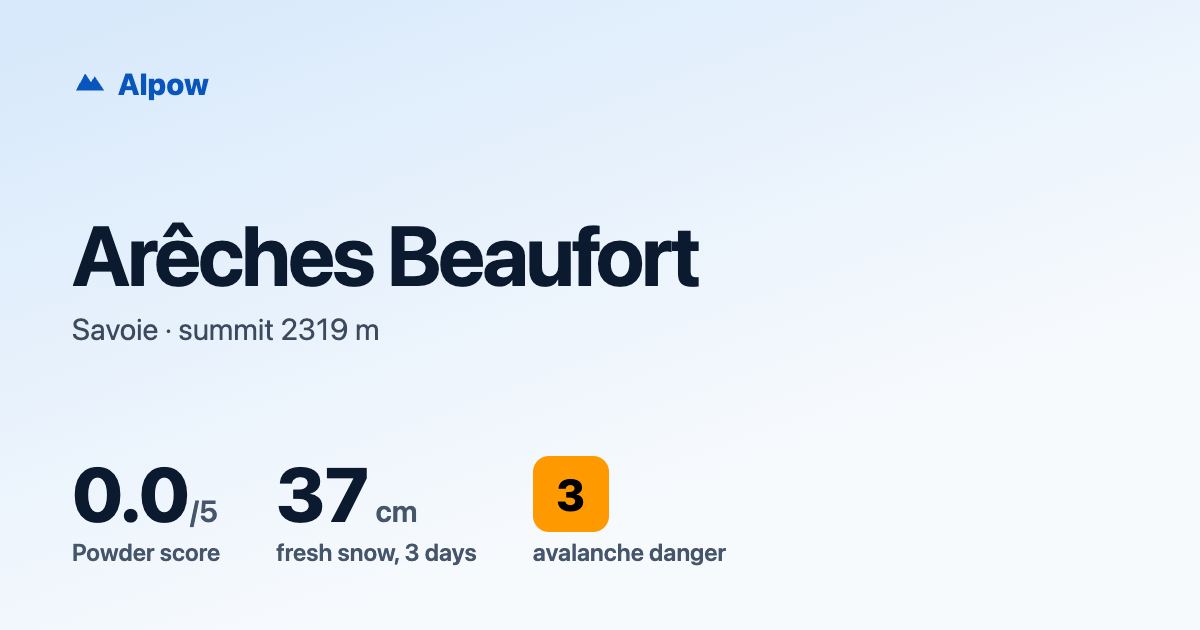 Alpow
Arêches Beaufort
Savoie · summit 2319 m
0.0/5
Powder score
37 cm
fresh snow, 3 days
3
avalanche danger